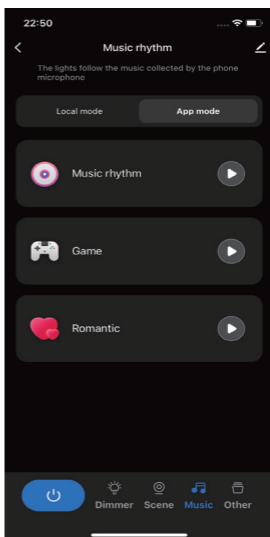 22:50
Music rhythm
The lights follow the music collected by the phone
microphone
Local mode App mode
Music rhythm
Game
Romantic
Dimmer Scene Music Other